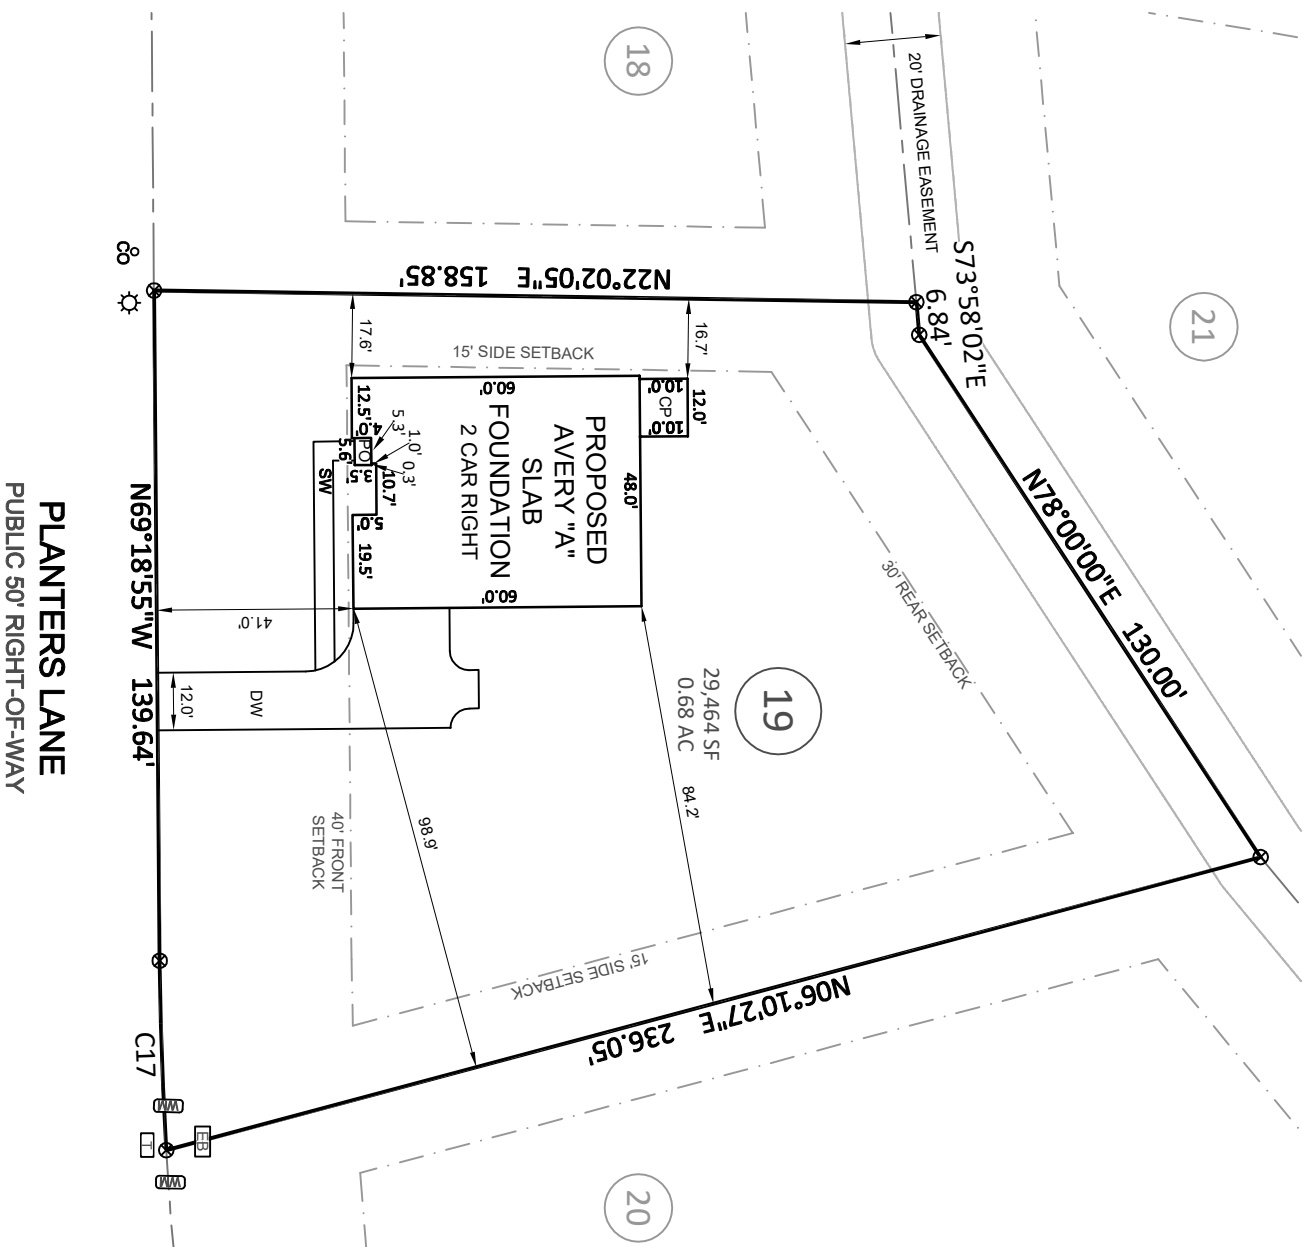 18
20' DRAINAGE EASEMENT
21
S73°58'02"E
6.84'
N22°02'05"E 158.85'
CO
16.7'
17.6'
15' SIDE SETBACK
12.0'
10.0'
CP
10.0'
60.0'
12.5'
4.0'
PO
5.3'
1.0'
0.3'
5.6'
3.5'
10.7'
5.0'
19.5'
48.0'
60.0'
PROPOSED
AVERY "A"
SLAB
FOUNDATION
2 CAR RIGHT
SW
N78°00'00"E 130.00'
30' REAR SETBACK
41.0'
12.0'
DW
19
29,464 SF
0.68 AC
84.2'
98.9'
40' FRONT
SETBACK
15' SIDE SETBACK
N06°10'27"E 236.05'
N69°18'55"W 139.64'
PLANTERS LANE
PUBLIC 50' RIGHT-OF-WAY
C17
WM
EB
T
WM
20